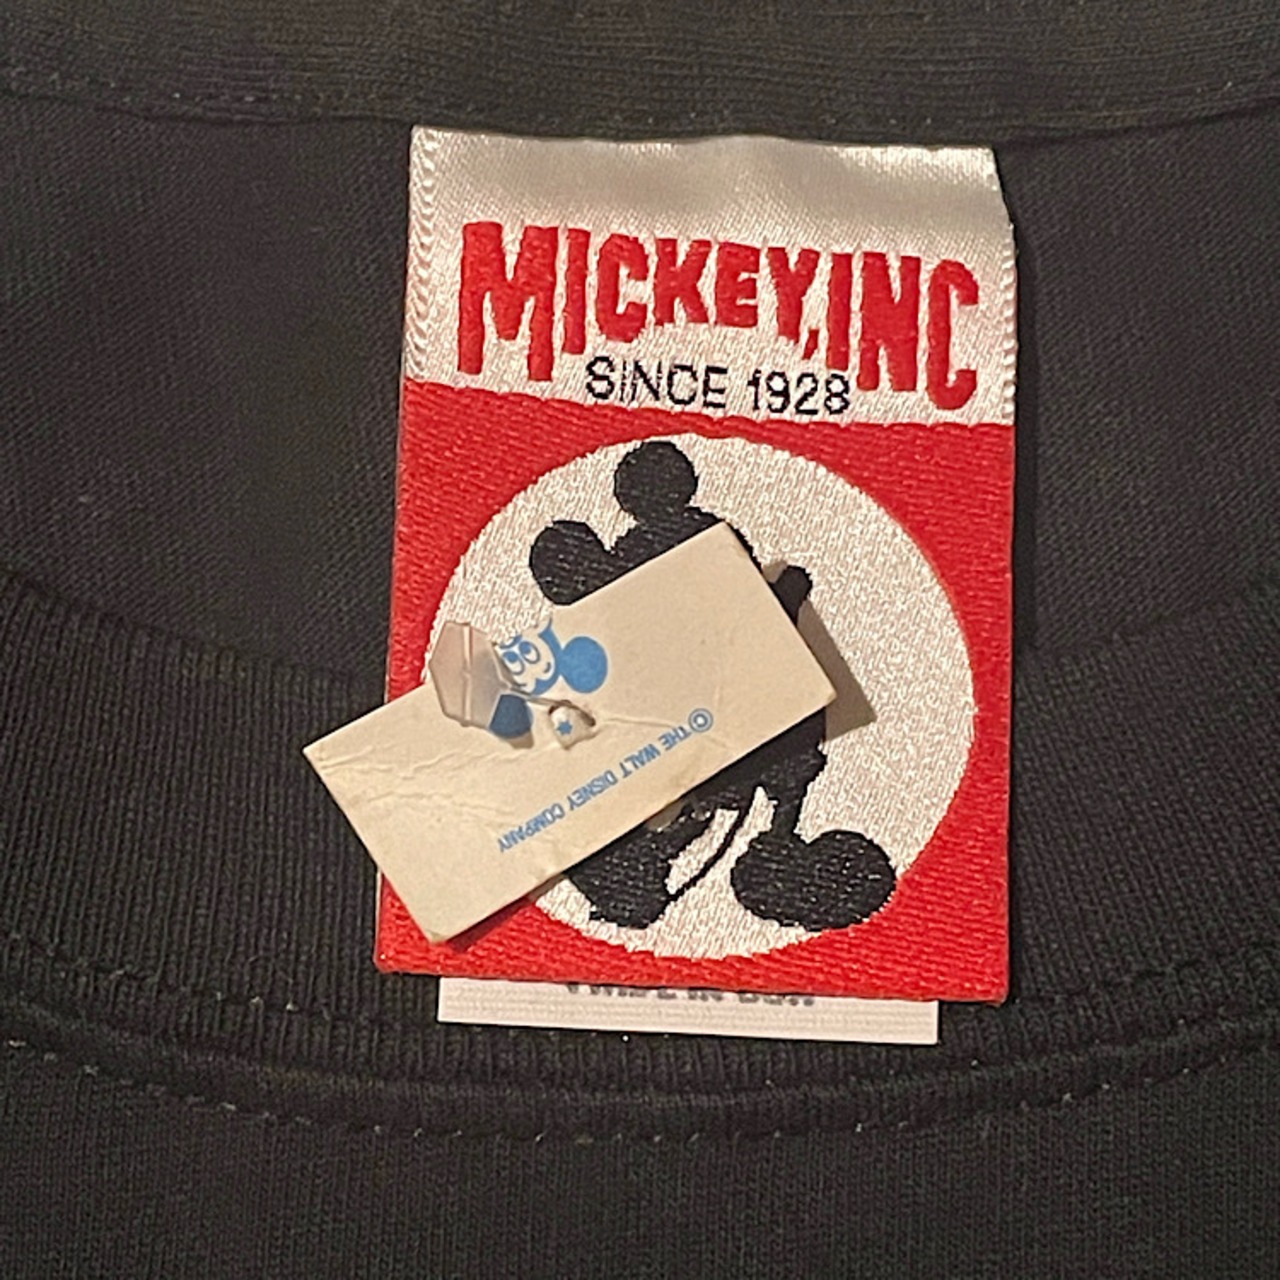 MICKEY, INC
SINCE 1928
© THE WALT DISNEY COMPANY